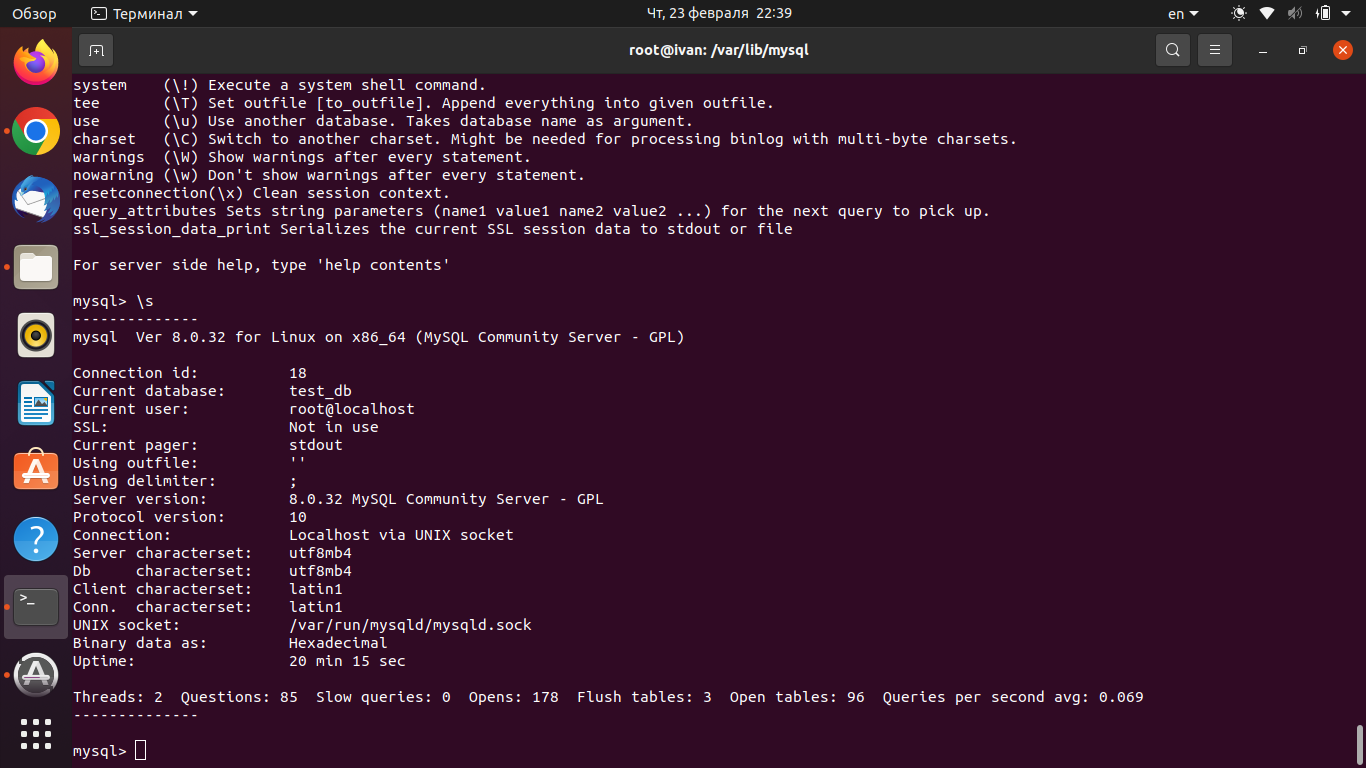 Обзор Терминал Чт, 23 февраля 22:39 en
root@ivan: /var/lib/mysql
system    (\!) Execute a system shell command.
tee       (\T) Set outfile [to_outfile]. Append everything into given outfile.
use       (\u) Use another database. Takes database name as argument.
charset   (\C) Switch to another charset. Might be needed for processing binlog with multi-byte charsets.
warnings  (\W) Show warnings after every statement.
nowarning (\w) Don't show warnings after every statement.
resetconnection(\x) Clean session context.
query_attributes Sets string parameters (name1 value1 name2 value2 ...) for the next query to pick up.
ssl_session_data_print Serializes the current SSL session data to stdout or file
For server side help, type 'help contents'
mysql> \s
--------------
mysql  Ver 8.0.32 for Linux on x86_64 (MySQL Community Server - GPL)
Connection id:          18
Current database:       test_db
Current user:           root@localhost
SSL:                    Not in use
Current pager:          stdout
Using outfile:          ''
Using delimiter:        ;
Server version:         8.0.32 MySQL Community Server - GPL
Protocol version:       10
Connection:             Localhost via UNIX socket
Server characterset:    utf8mb4
Db     characterset:    utf8mb4
Client characterset:    latin1
Conn.  characterset:    latin1
UNIX socket:            /var/run/mysqld/mysqld.sock
Binary data as:         Hexadecimal
Uptime:                 20 min 15 sec
Threads: 2  Questions: 85  Slow queries: 0  Opens: 178  Flush tables: 3  Open tables: 96  Queries per second avg: 0.069
--------------
mysql>